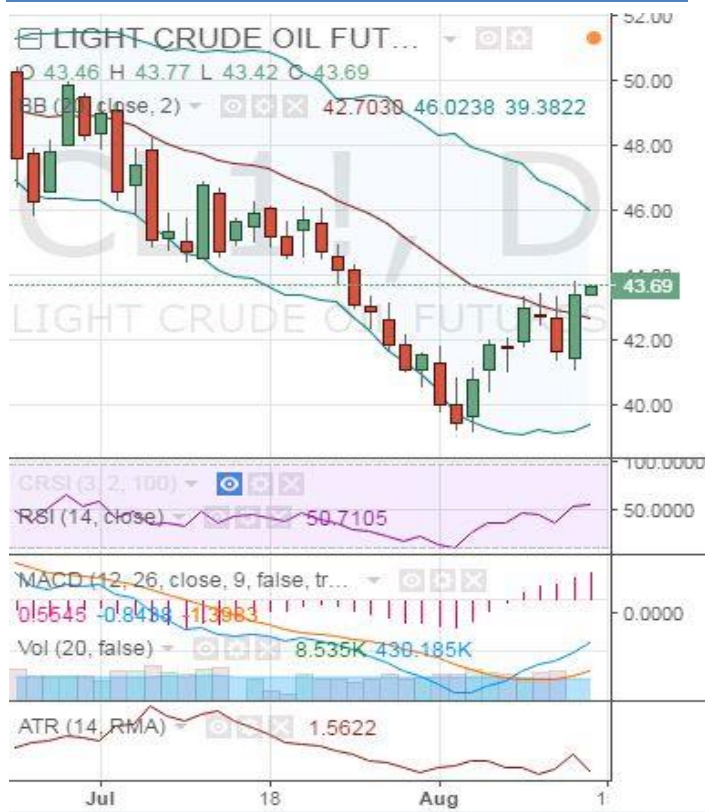 52.00
LIGHT CRUDE OIL FUT...
O 43.46 H 43.77 L 43.42 C 43.69
50.00
BB (20, close, 2) 42.7030 46.0238 39.3822
48.00
CL1!, D
46.00
44.00
43.69
LIGHT CRUDE OIL FUTURES
42.00
40.00
100.0000
CRSI (3, 2, 100)
RSI (14, close) 50.7105
50.0000
MACD (12, 26, close, 9, false, tr...
0.5545 -0.8438 -1.3983
0.0000
Vol (20, false) 8.535K 430.185K
ATR (14, RMA) 1.5622
Jul 18 Aug 1